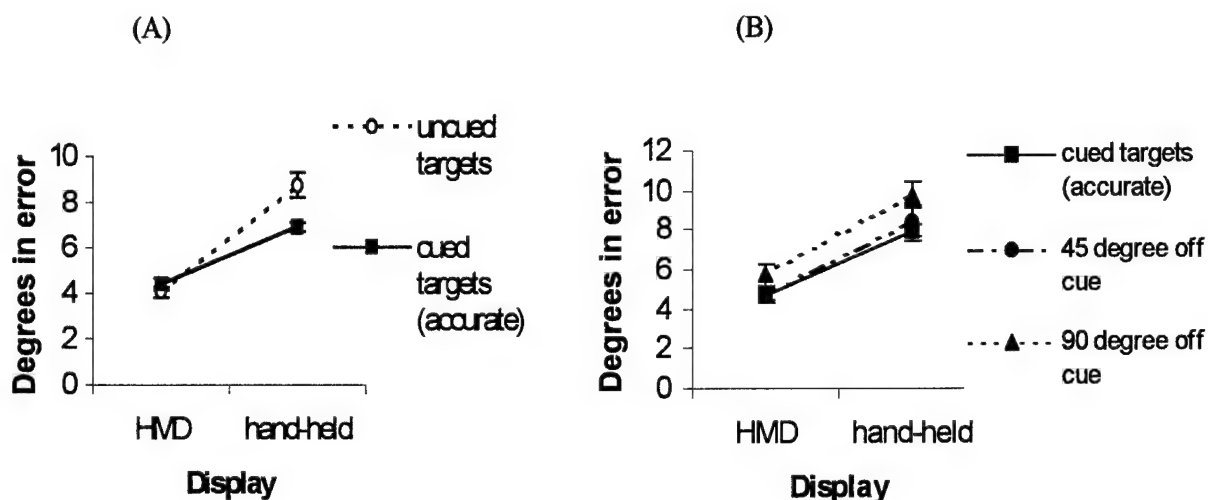 (A)
Degrees in error
10
8
6
4
2
0
HMD
hand-held
Display
uncued
targets
cued
targets
(accurate)
(B)
Degrees in error
12
10
8
6
4
2
0
HMD
hand-held
Display
cued targets
(accurate)
45 degree off
cue
90 degree off
cue